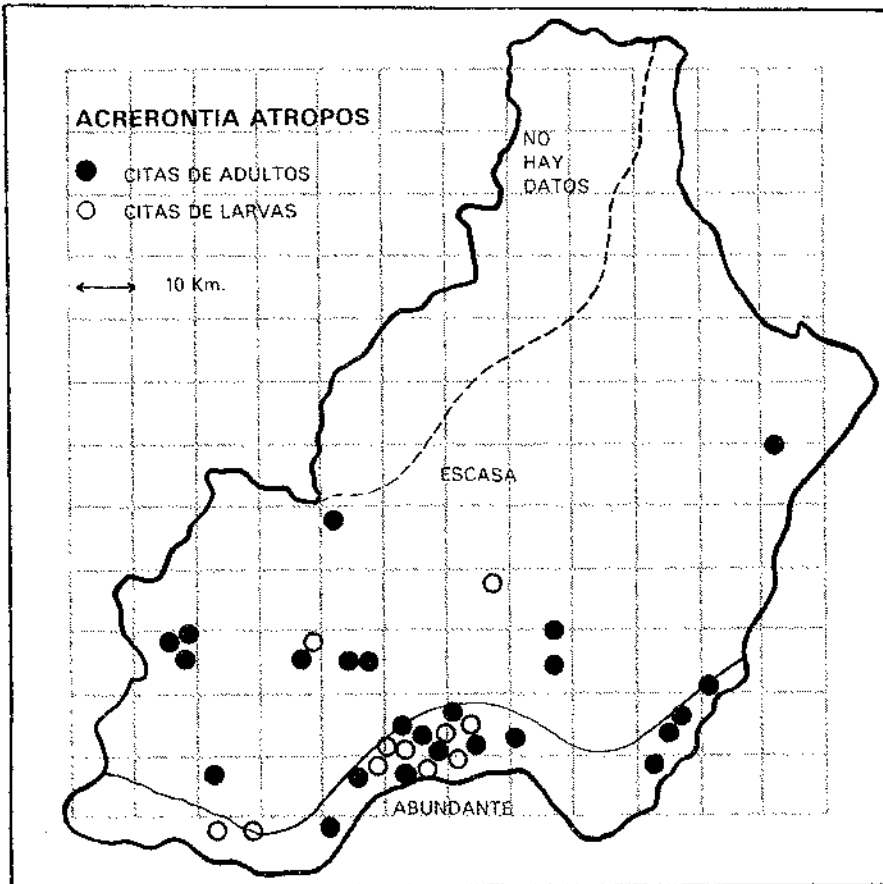 ACRERONTIA ATROPOS
CITAS DE ADULTOS
CITAS DE LARVAS
10 Km.
NO
HAY
DATOS
ESCASA
ABUNDANTE